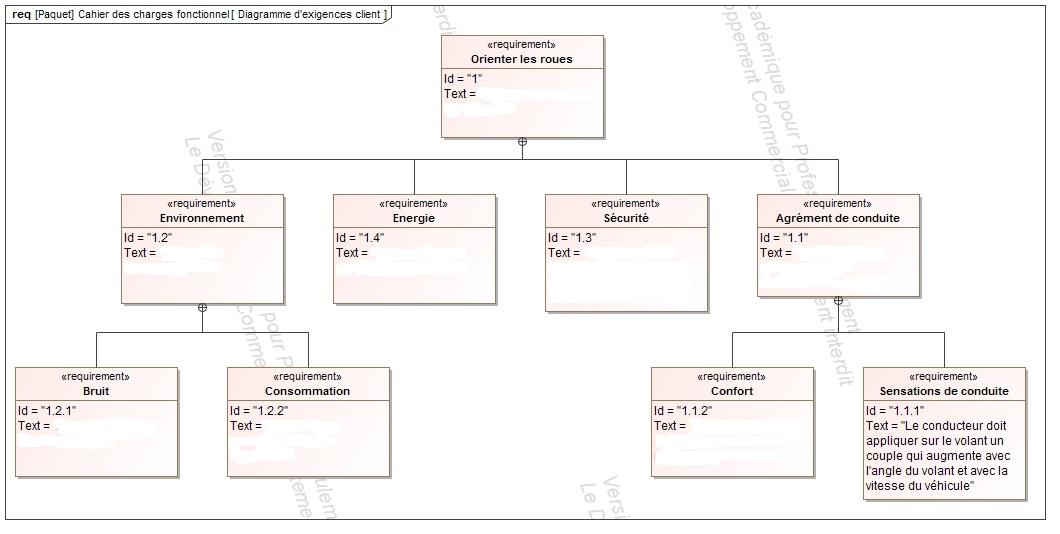 req [Paquet] Cahier des charges fonctionnel[ Diagramme d'exigences client ]
«requirement»
Orienter les roues
Id = "1"
Text =
«requirement»
Environnement
Id = "1.2"
Text =
«requirement»
Energie
Id = "1.4"
Text =
«requirement»
Sécurité
Id = "1.3"
Text =
«requirement»
Agrément de conduite
Id = "1.1"
Text =
«requirement»
Bruit
Id = "1.2.1"
Text =
«requirement»
Consommation
Id = "1.2.2"
Text =
«requirement»
Confort
Id = "1.1.2"
Text =
«requirement»
Sensations de conduite
Id = "1.1.1"
Text = "Le conducteur doit
appliquer sur le volant un
couple qui augmente avec
l'angle du volant et avec la
vitesse du véhicule"